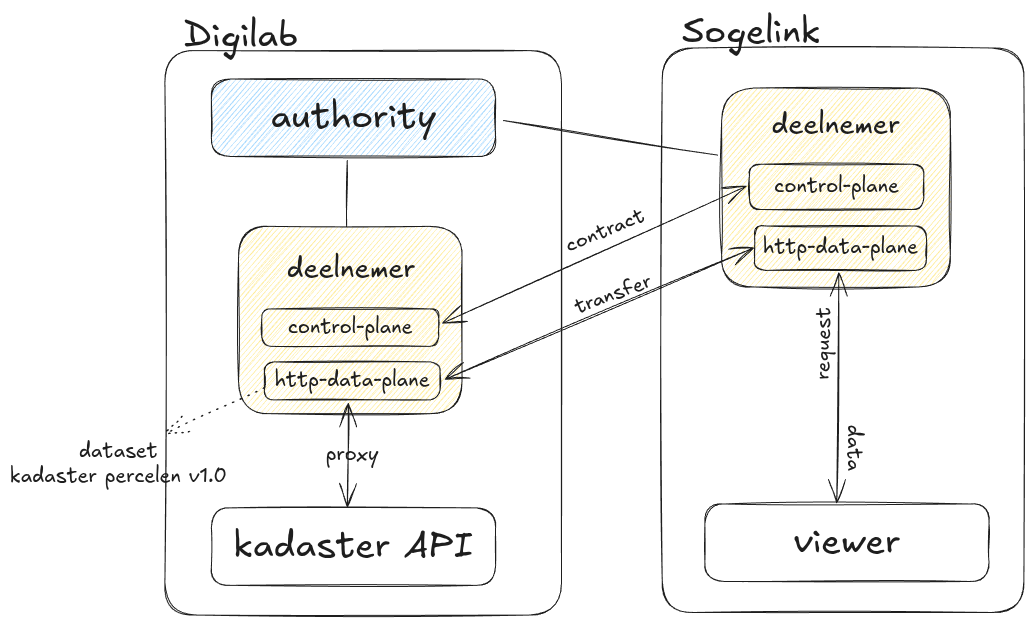 Digilab
Sogelink
authority
deelnemer
control-plane
http-data-plane
contract
transfer
deelnemer
control-plane
http-data-plane
request
data
dataset
kadaster percelen v1.0
proxy
kadaster API
viewer